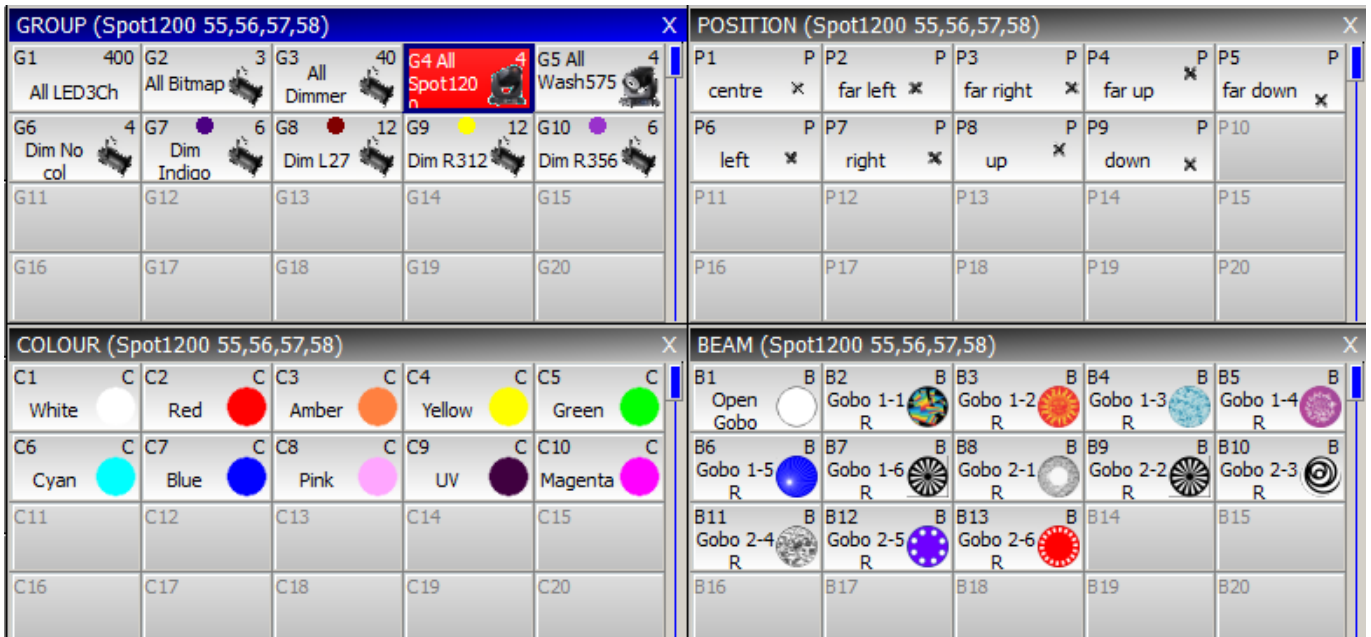 GROUP (Spot1200 55,56,57,58) X
G1 400 G2 3 G3 40 G4 All 4 G5 All 4
All LED3Ch All Bitmap All Dimmer Spot120 0 Wash575
G6 4 G7 6 G8 12 G9 12 G10 6
Dim No col Dim Indigo Dim L27 Dim R312 Dim R356
G11 G12 G13 G14 G15
G16 G17 G18 G19 G20
POSITION (Spot1200 55,56,57,58) X
P1 P P2 P P3 P P4 P P5 P
centre far left far right far up far down
P6 P P7 P P8 P P9 P P10
left right up down
P11 P12 P13 P14 P15
P16 P17 P18 P19 P20
COLOUR (Spot1200 55,56,57,58) X
C1 C C2 C C3 C C4 C C5 C
White Red Amber Yellow Green
C6 C C7 C C8 C C9 C C10 C
Cyan Blue Pink UV Magenta
C11 C12 C13 C14 C15
C16 C17 C18 C19 C20
BEAM (Spot1200 55,56,57,58) X
B1 B B2 B B3 B B4 B B5 B
Open Gobo Gobo 1-1 R Gobo 1-2 R Gobo 1-3 R Gobo 1-4 R
B6 B B7 B B8 B B9 B B10 B
Gobo 1-5 R Gobo 1-6 R Gobo 2-1 R Gobo 2-2 R Gobo 2-3 R
B11 B B12 B B13 B B14 B15
Gobo 2-4 R Gobo 2-5 R Gobo 2-6 R
B16 B17 B18 B19 B20